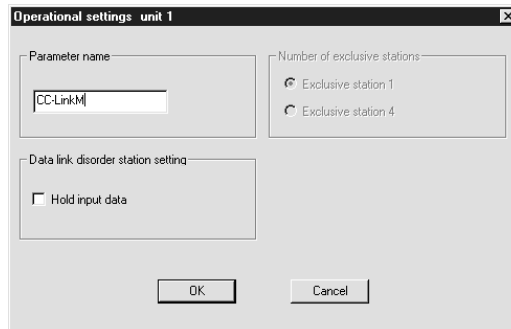 Operational settings unit 1
Parameter name
CC-LinkM
Number of exclusive stations
Exclusive station 1
Exclusive station 4
Data link disorder station setting
Hold input data
OK
Cancel